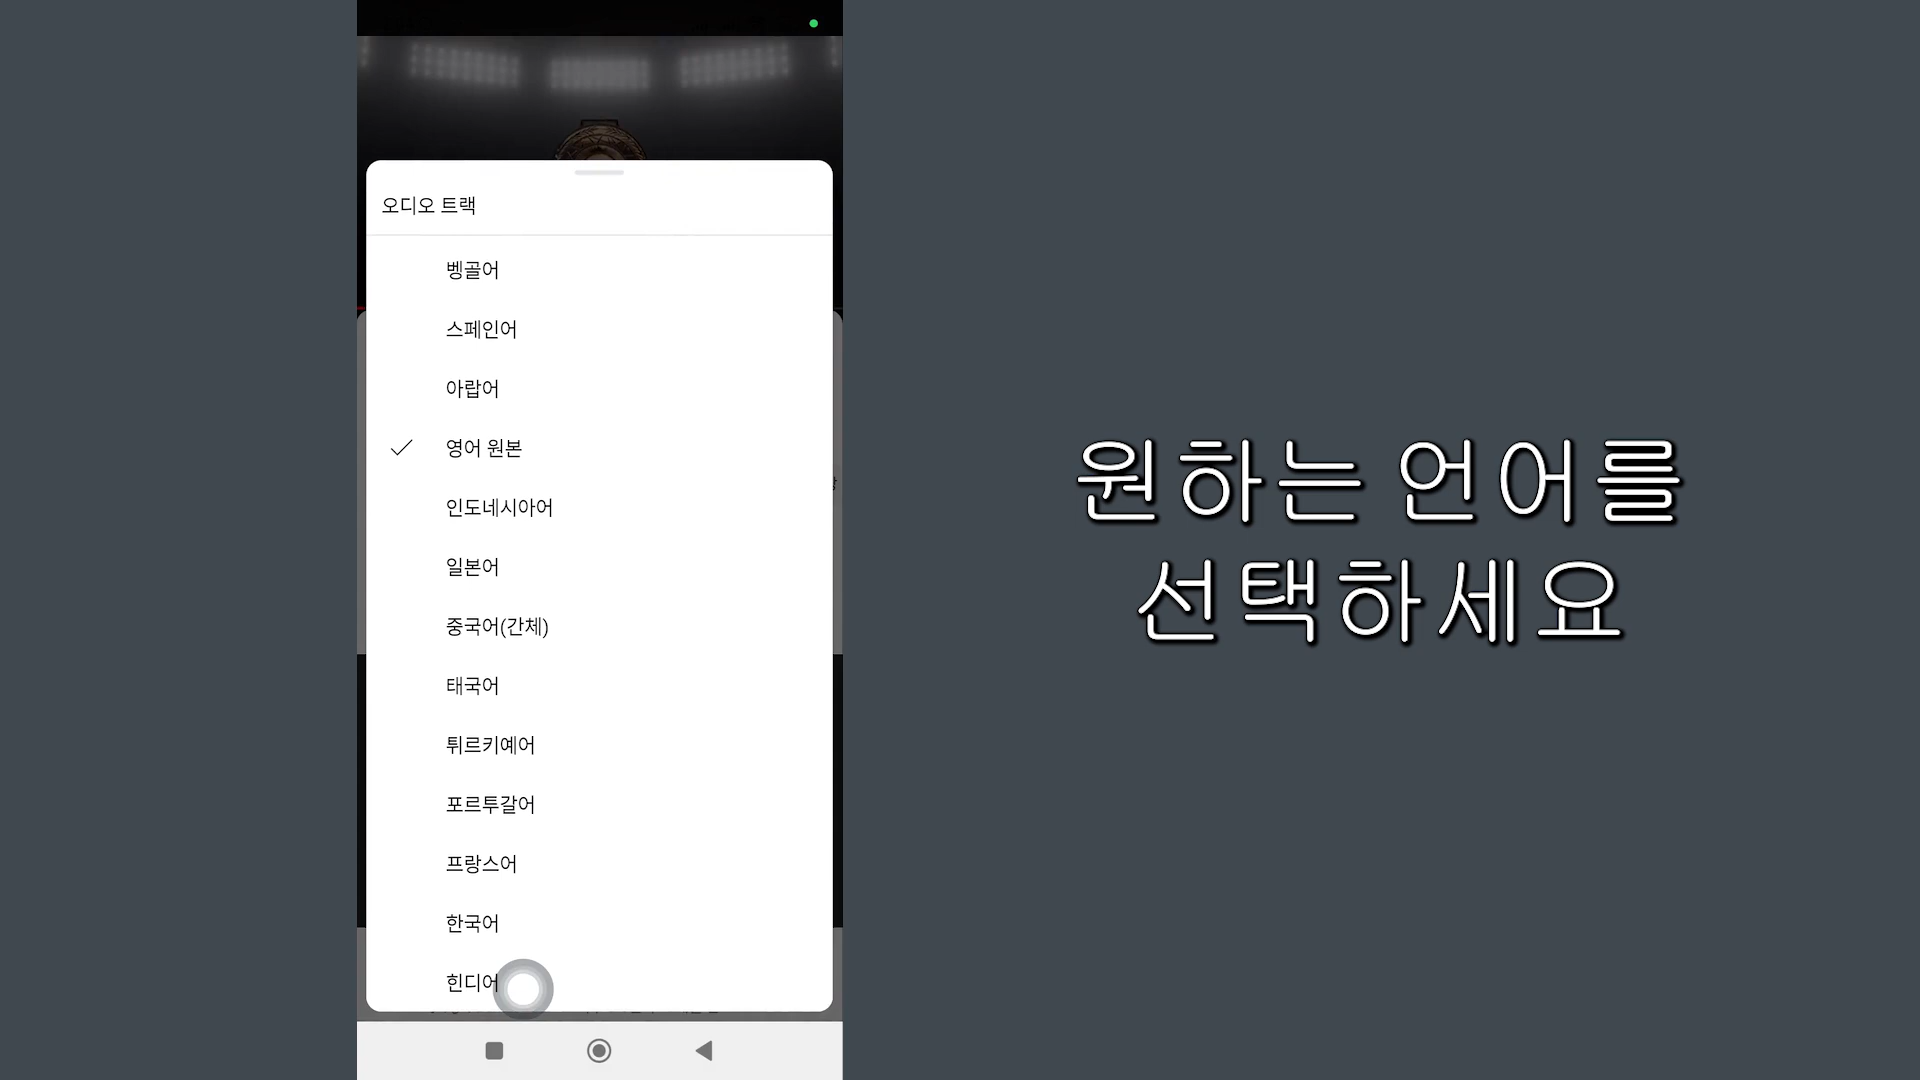 오디오 트랙
벵골어
스페인어
아랍어
영어 원본
인도네시아어
일본어
중국어(간체)
태국어
튀르키예어
포르투갈어
프랑스어
한국어
힌디어
원하는 언어를
선택하세요